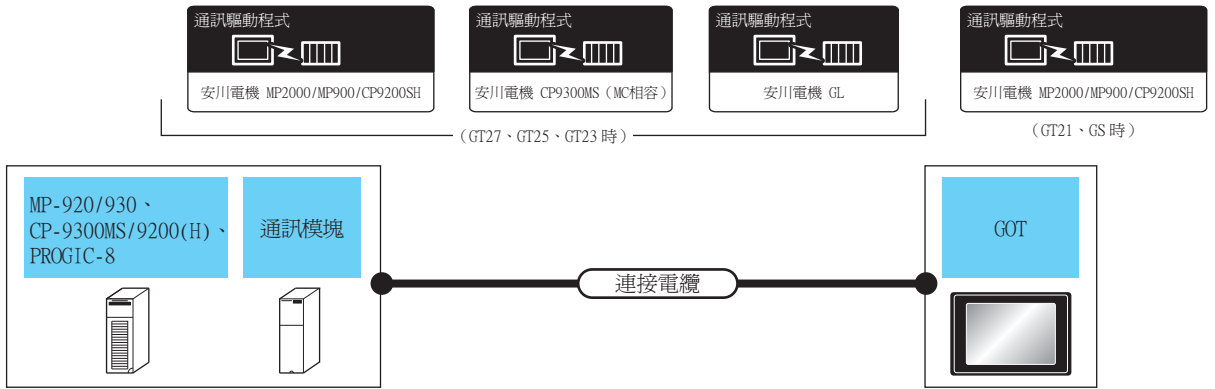 通訊驅動程式
安川電機 MP2000/MP900/CP9200SH
通訊驅動程式
安川電機 CP9300MS（MC相容）
通訊驅動程式
安川電機 GL
通訊驅動程式
安川電機 MP2000/MP900/CP9200SH
（GT27、GT25、GT23 時）
（GT21、GS 時）
MP-920/930、
CP-9300MS/9200(H)、
PROGIC-8
通訊模塊
連接電纜
GOT